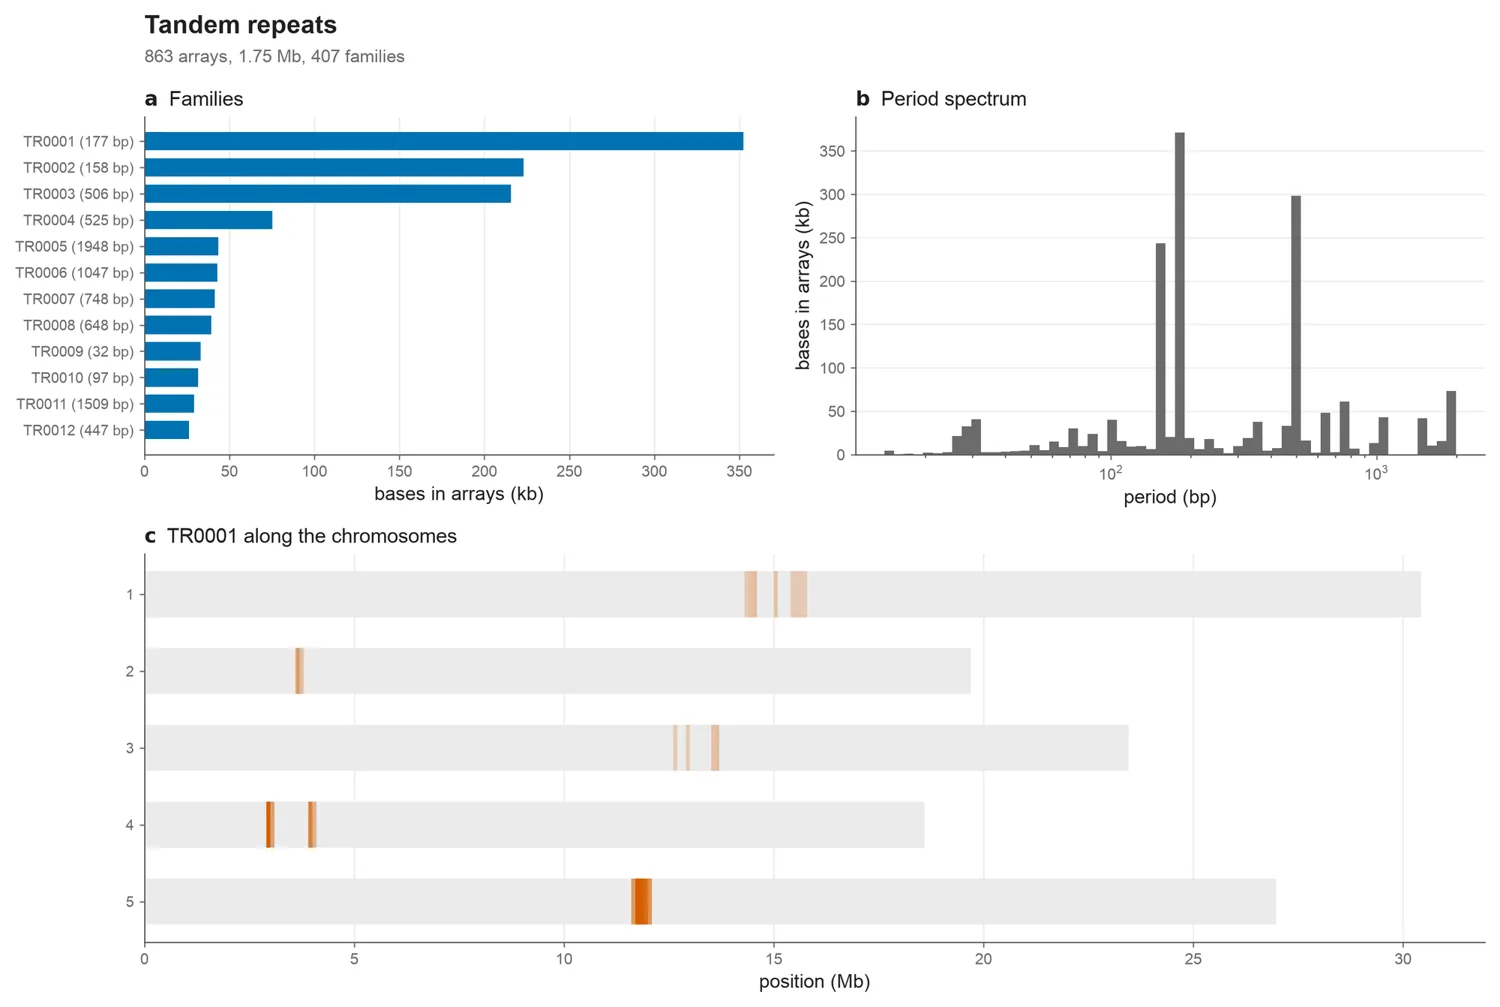 Tandem repeats
863 arrays, 1.75 Mb, 407 families
a Families
TR0001 (177 bp)
TR0002 (158 bp)
TR0003 (506 bp)
TR0004 (525 bp)
TR0005 (1948 bp)
TR0006 (1047 bp)
TR0007 (748 bp)
TR0008 (648 bp)
TR0009 (32 bp)
TR0010 (97 bp)
TR0011 (1509 bp)
TR0012 (447 bp)
0 50 100 150 200 250 300 350
bases in arrays (kb)
b Period spectrum
bases in arrays (kb)
350
300
250
200
150
100
50
0
10² 10³
period (bp)
c TR0001 along the chromosomes
1
2
3
4
5
0 5 10 15 20 25 30
position (Mb)